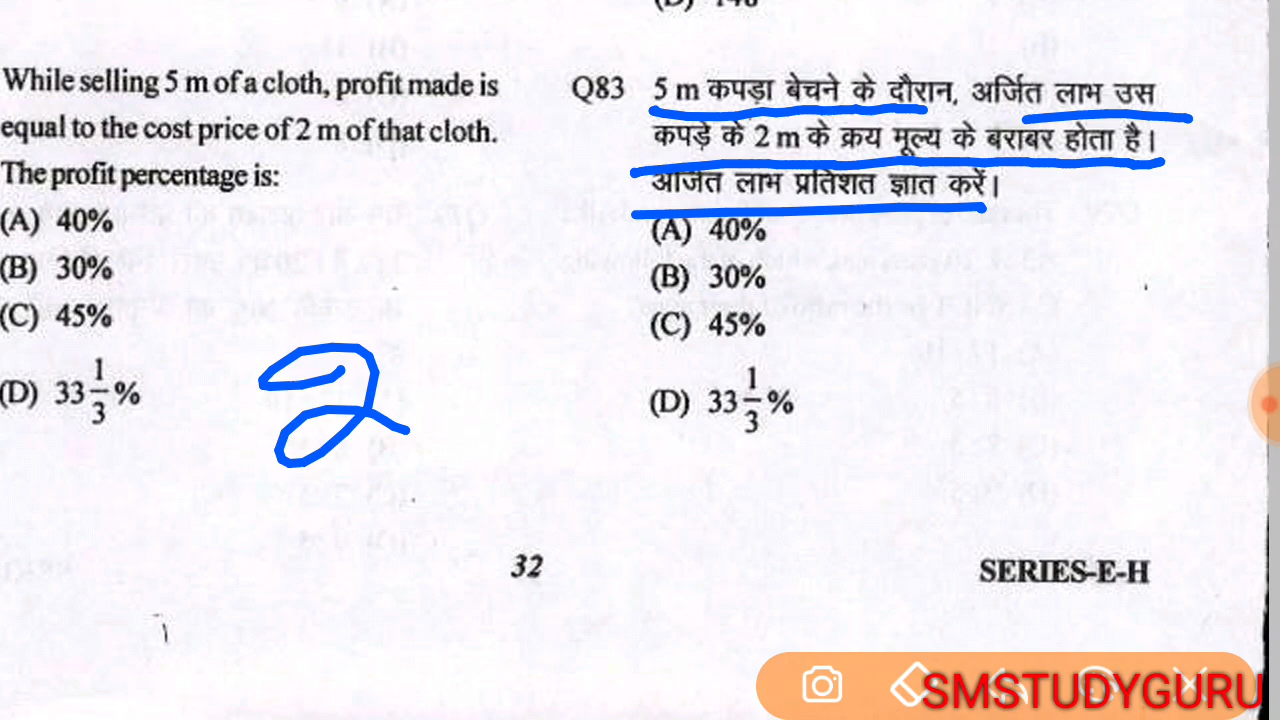 (D) 148
While selling 5 m of a cloth, profit made is
equal to the cost price of 2 m of that cloth.
The profit percentage is:
(A) 40%
(B) 30%
(C) 45%
(D) 33 1/3 %
2
Q83 5 m कपड़ा बेचने के दौरान, अर्जित लाभ उस
कपड़े के 2 m के क्रय मूल्य के बराबर होता है।
अर्जित लाभ प्रतिशत ज्ञात करें।
(A) 40%
(B) 30%
(C) 45%
(D) 33 1/3 %
32
SERIES-E-H
SMSTUDYGURU